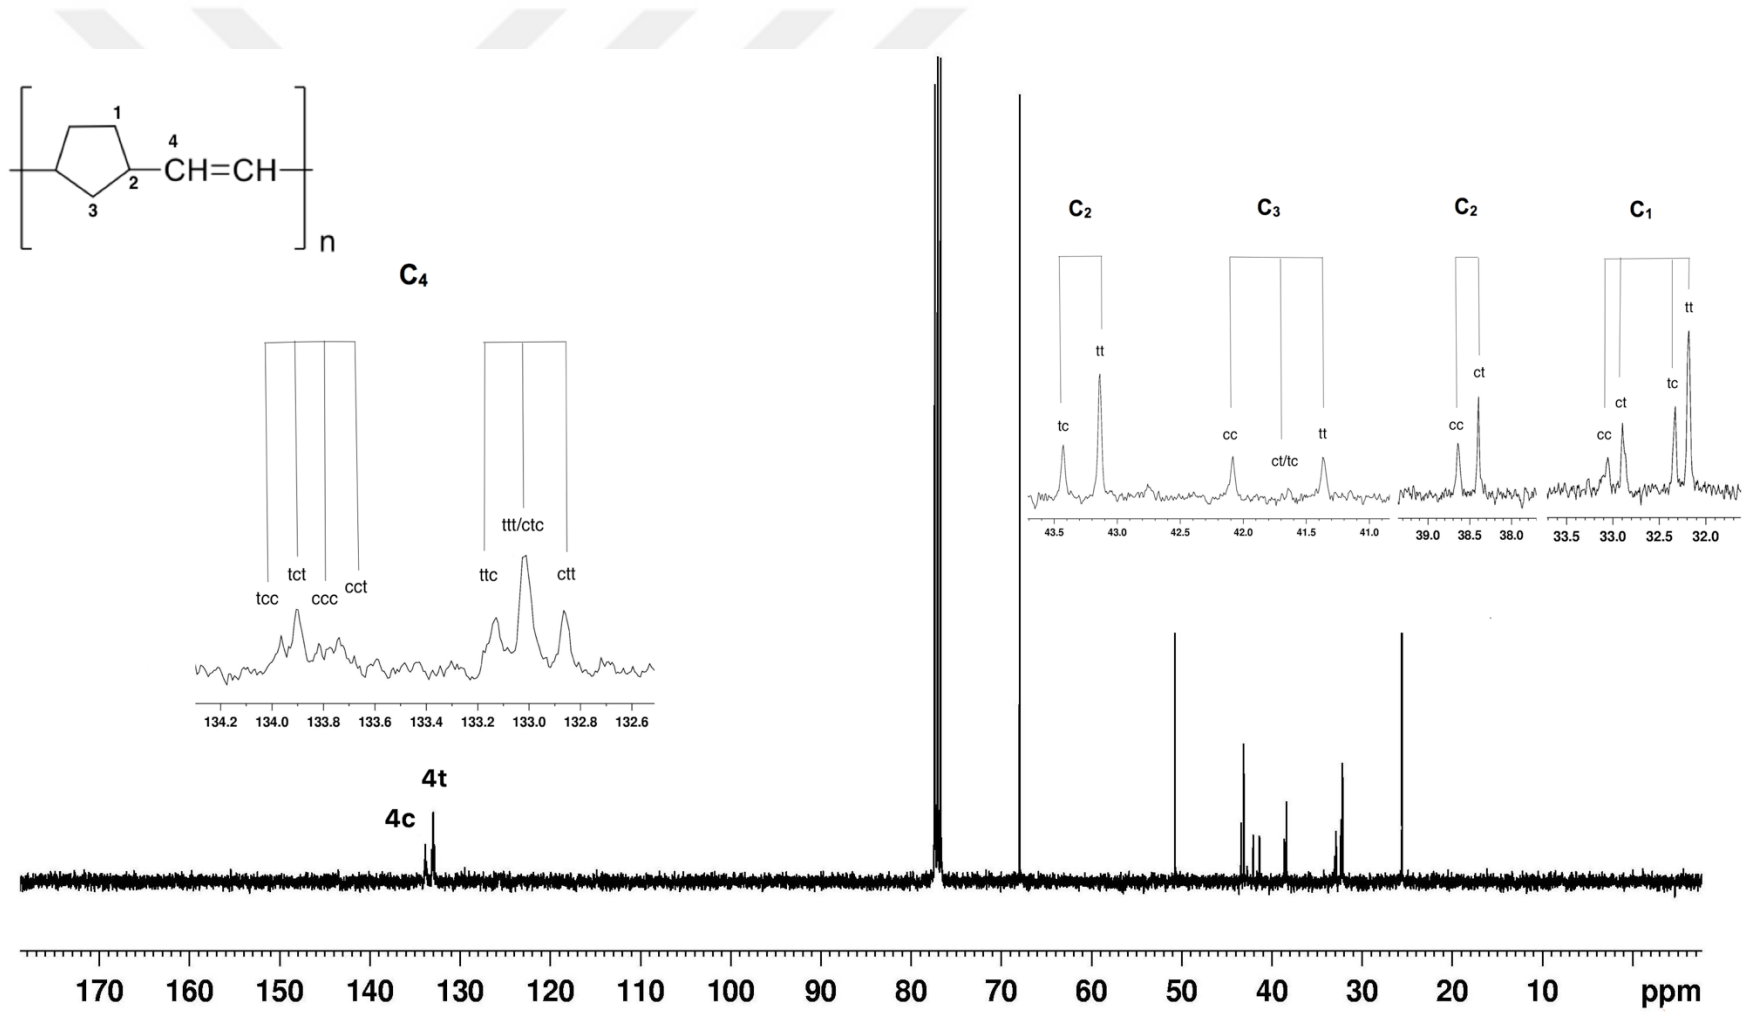 1
4
CH=CH
2
3
n
C4
tcc
tct
ccc
cct
ttc
ttt/ctc
ctt
134.2 134.0 133.8 133.6 133.4 133.2 133.0 132.8 132.6
C2
tc
tt
43.5 43.0 42.5 42.0 41.5 41.0
C3
cc
ct/tc
tt
C2
cc
ct
39.0 38.5 38.0
C1
cc
ct
tc
tt
33.5 33.0 32.5 32.0
4c
4t
170 160 150 140 130 120 110 100 90 80 70 60 50 40 30 20 10 ppm